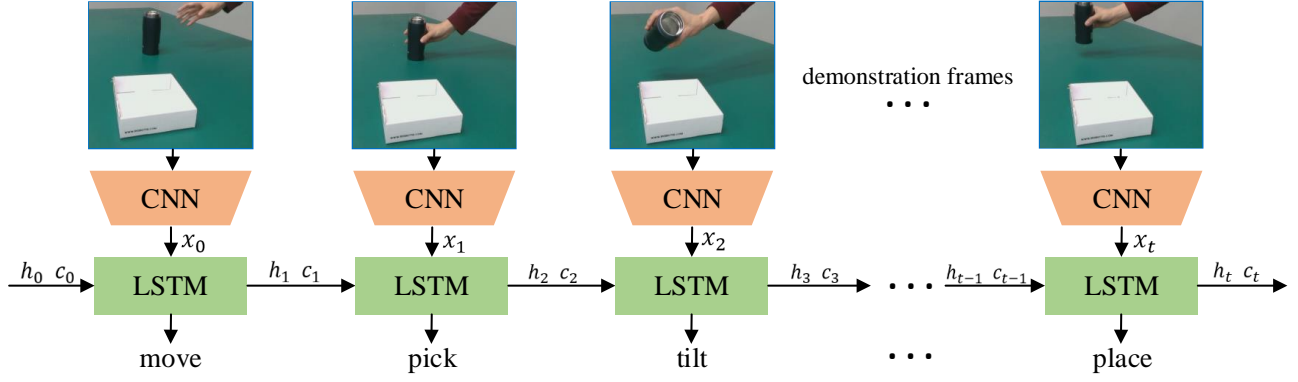 demonstration frames
. . .
CNN CNN CNN CNN
x₀ x₁ x₂ xₜ
h₀ c₀ LSTM h₁ c₁ LSTM h₂ c₂ LSTM h₃ c₃ . . . hₜ₋₁ cₜ₋₁ LSTM hₜ cₜ
move pick tilt . . . place